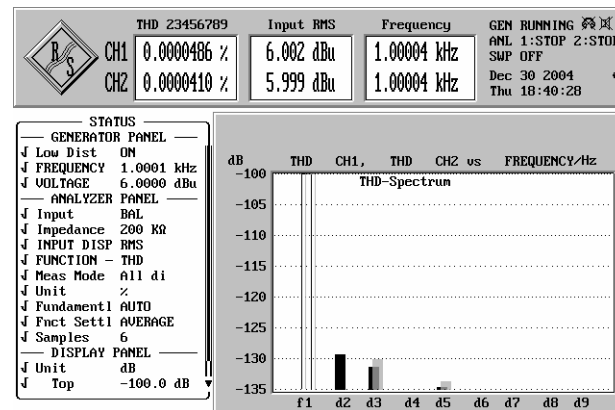 R
S
THD 23456789 Input RMS Frequency
CH1 0.0000486 % 6.002 dBu 1.00004 kHz
CH2 0.0000410 % 5.999 dBu 1.00004 kHz
GEN RUNNING
ANL 1:STOP 2:STOP
SWP OFF
Dec 30 2004
Thu 18:40:28
STATUS
GENERATOR PANEL
√ Low Dist ON
√ FREQUENCY 1.0001 kHz
√ VOLTAGE 6.0000 dBu
ANALYZER PANEL
√ Input BAL
√ Impedance 200 KΩ
√ INPUT DISP RMS
√ FUNCTION - THD
√ Meas Mode All di
√ Unit %
√ Fundamentl AUTO
√ Fnct Settl AVERAGE
√ Samples 6
DISPLAY PANEL
√ Unit dB
√ Top -100.0 dB
dB THD CH1, THD CH2 vs FREQUENCY/Hz
THD-Spectrum
-100
-105
-110
-115
-120
-125
-130
-135
f1 d2 d3 d4 d5 d6 d7 d8 d9